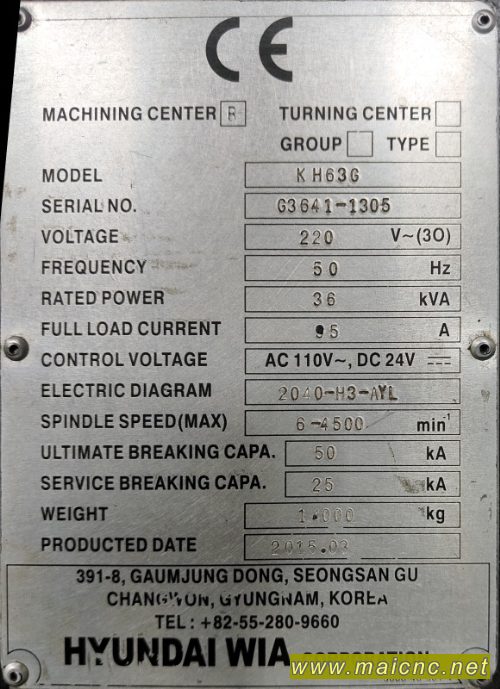 CE
MACHINING CENTER R TURNING CENTER
GROUP TYPE
MODEL KH63G
SERIAL NO. G3641-1305
VOLTAGE 220 V~(3O)
FREQUENCY 50 Hz
RATED POWER 36 kVA
FULL LOAD CURRENT 95 A
CONTROL VOLTAGE AC 110V~, DC 24V
ELECTRIC DIAGRAM 2040-H3-AYL
SPINDLE SPEED(MAX) 6-4500 min⁻¹
ULTIMATE BREAKING CAPA. 50 kA
SERVICE BREAKING CAPA. 25 kA
WEIGHT kg
PRODUCTED DATE 2015.03
391-8, GAUMJUNG DONG, SEONGSAN GU
CHANGWON, GYUNGNAM, KOREA
TEL : +82-55-280-9660
HYUNDAI WIA CORPORATION
www.maicnc.net